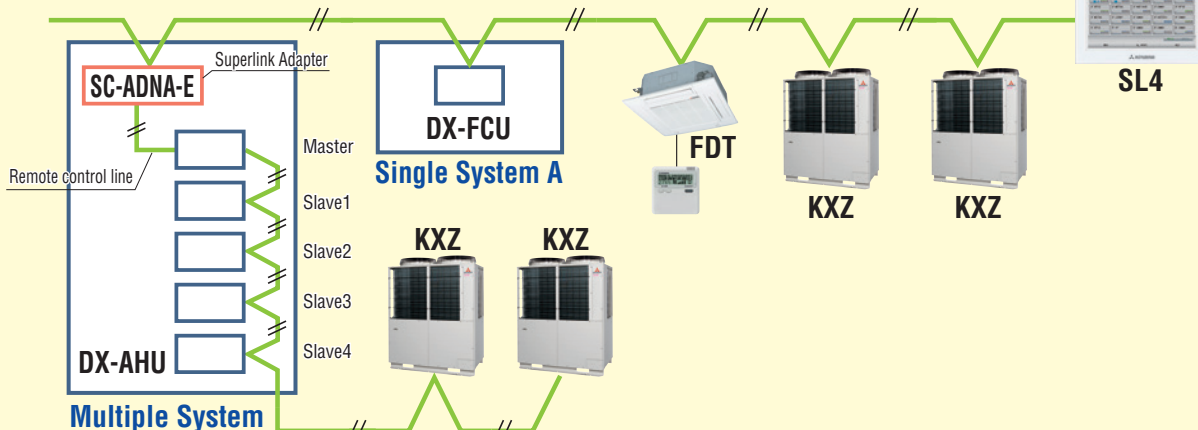 Superlink Adapter
SC-ADNA-E
SL4
DX-FCU
Master
FDT
Remote control line
Single System A
Slave1
KXZ
KXZ
KXZ
KXZ
Slave2
Slave3
Slave4
DX-AHU
Multiple System